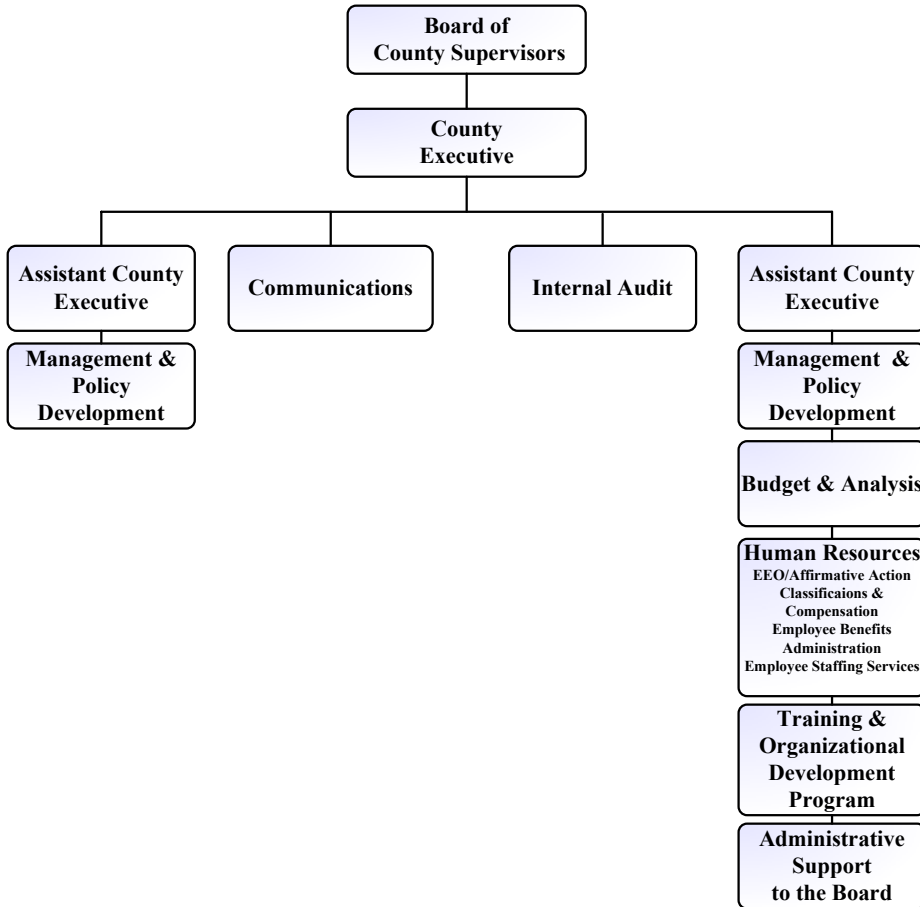 Board of
County Supervisors
County
Executive
Assistant County
Executive
Communications
Internal Audit
Assistant County
Executive
Management &
Policy
Development
Management &
Policy
Development
Budget & Analysis
Human Resources
EEO/Affirmative Action
Classificaions &
Compensation
Employee Benefits
Administration
Employee Staffing Services
Training &
Organizational
Development
Program
Administrative
Support
to the Board